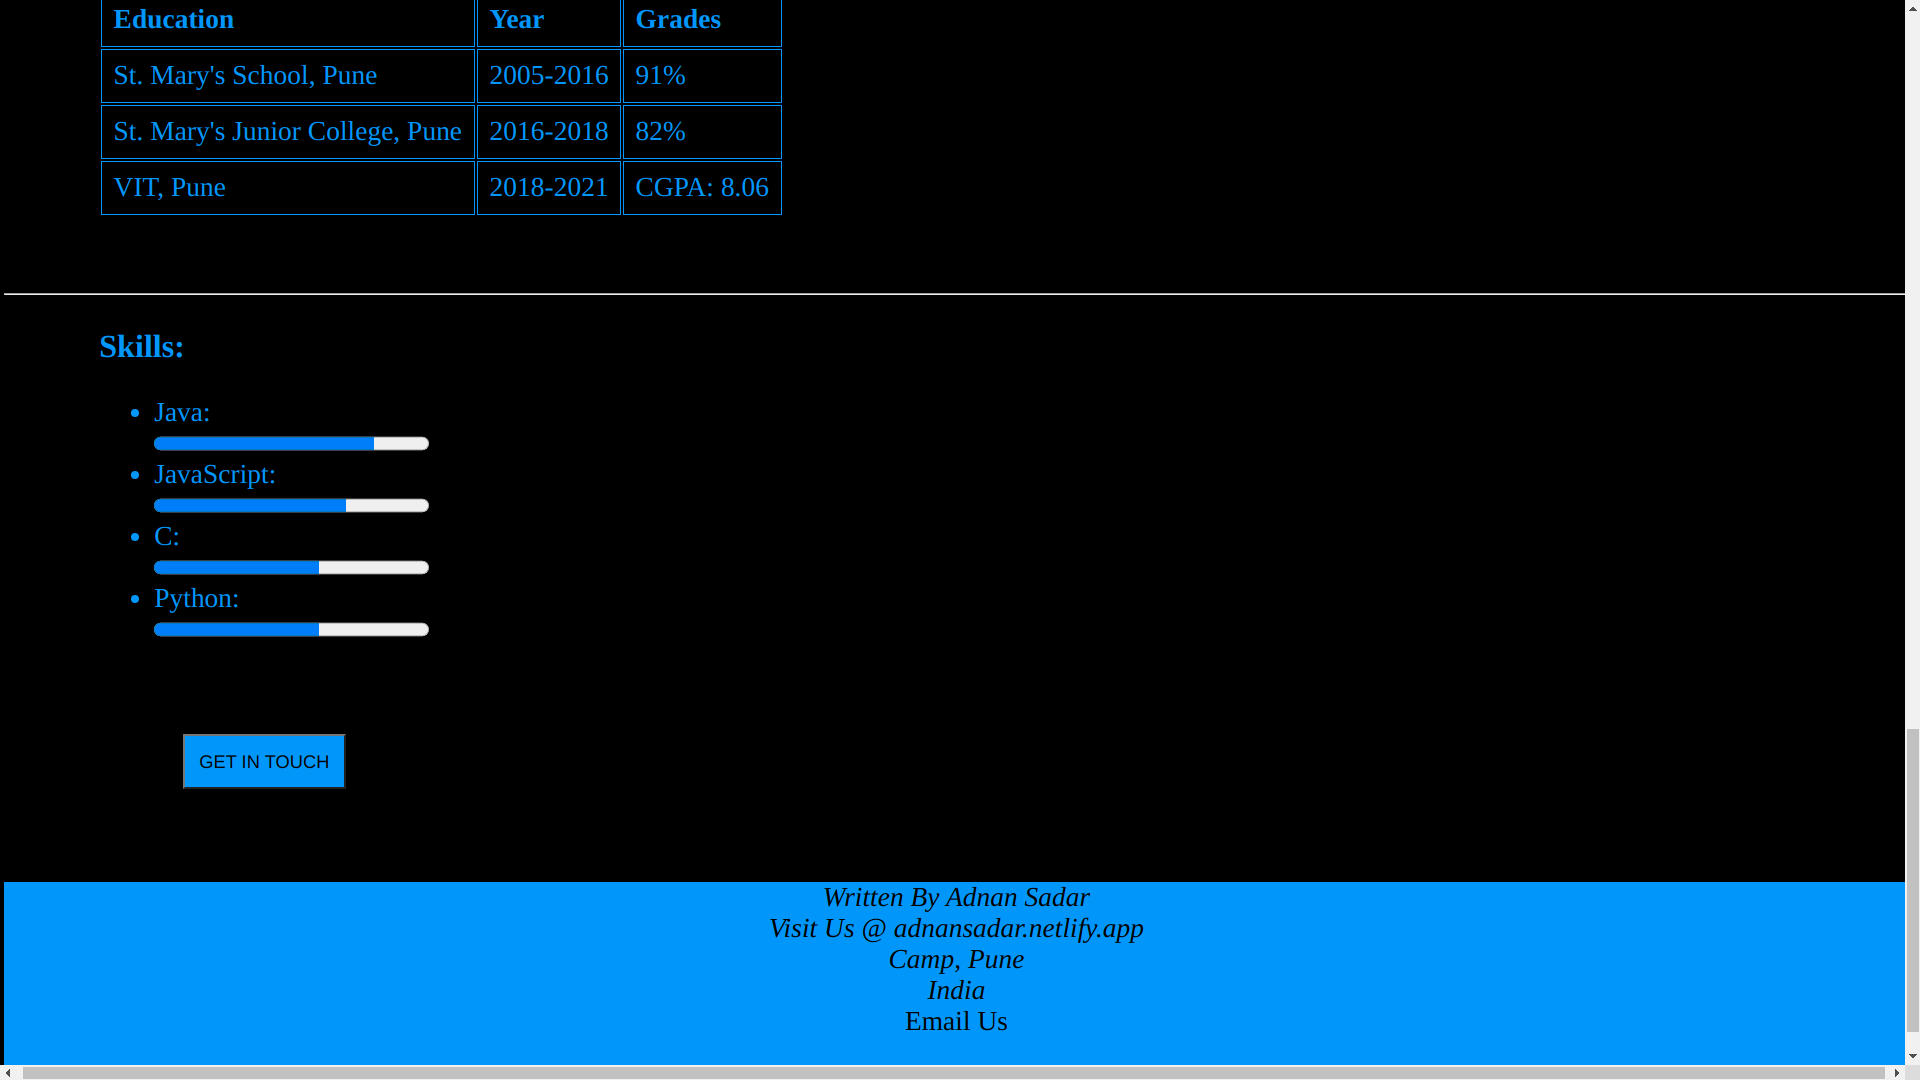 Education Year Grades
St. Mary's School, Pune 2005-2016 91%
St. Mary's Junior College, Pune 2016-2018 82%
VIT, Pune 2018-2021 CGPA: 8.06
Skills:
Java:
JavaScript:
C:
Python:
GET IN TOUCH
Written By Adnan Sadar
Visit Us @ adnansadar.netlify.app
Camp, Pune
India
Email Us